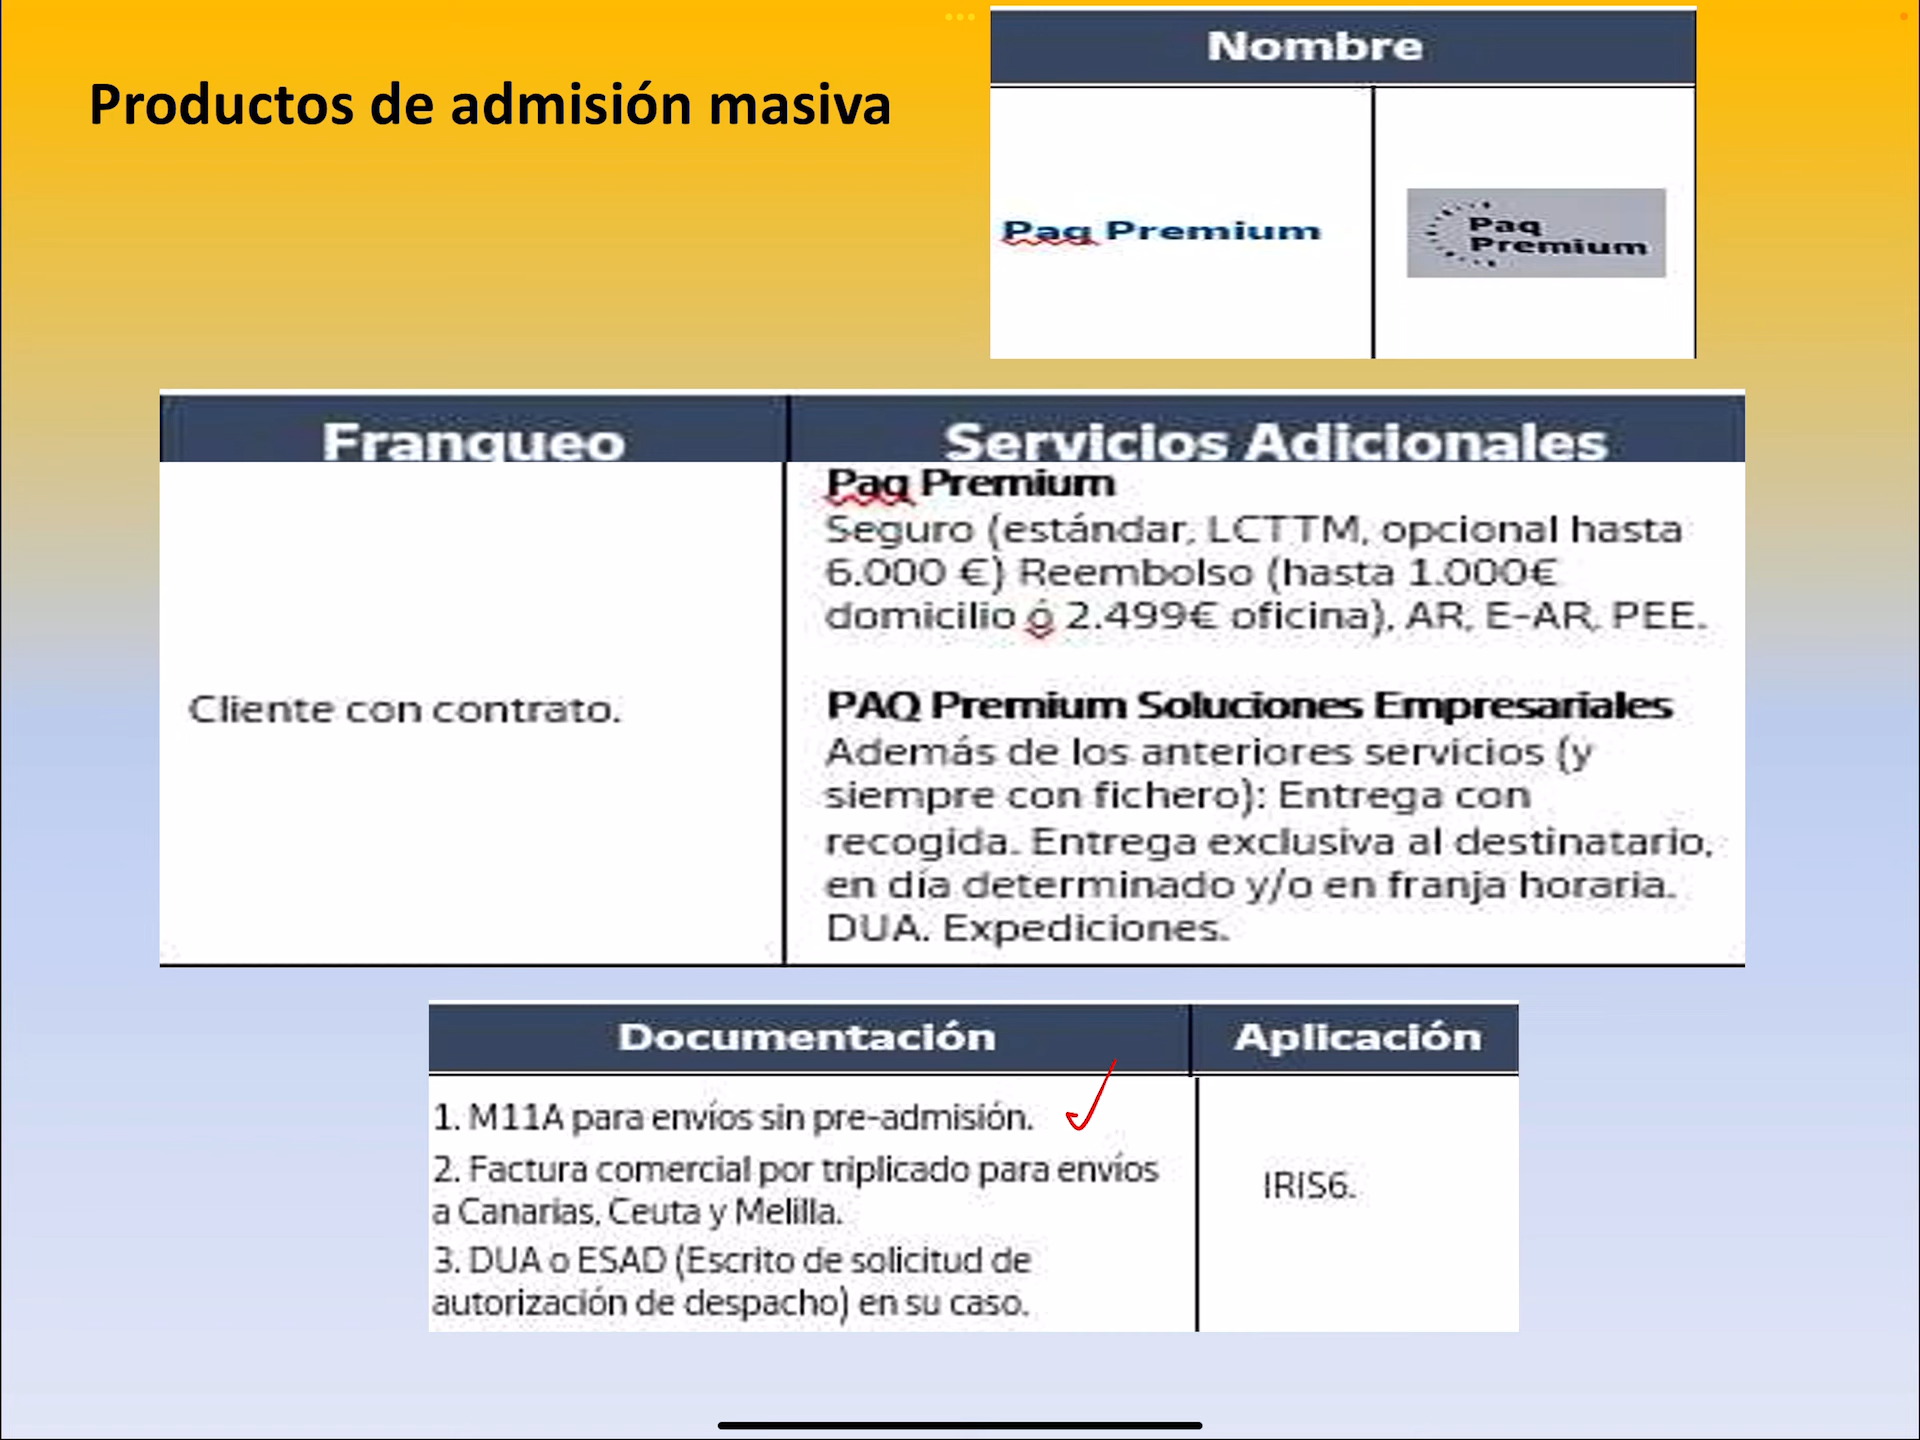 Productos de admisión masiva
Nombre
Paq Premium
Paq
Premium
Franqueo
Servicios Adicionales
Cliente con contrato.
Paq Premium
Seguro (estándar, LCTTM, opcional hasta
6.000 €) Reembolso (hasta 1.000€
domicilio ó 2.499€ oficina), AR, E-AR, PEE.
PAQ Premium Soluciones Empresariales
Además de los anteriores servicios (y
siempre con fichero): Entrega con
recogida. Entrega exclusiva al destinatario,
en día determinado y/o en franja horaria.
DUA. Expediciones.
Documentación
Aplicación
1. M11A para envíos sin pre-admisión.
2. Factura comercial por triplicado para envíos
a Canarias, Ceuta y Melilla.
3. DUA o ESAD (Escrito de solicitud de
autorización de despacho) en su caso.
IRIS6.